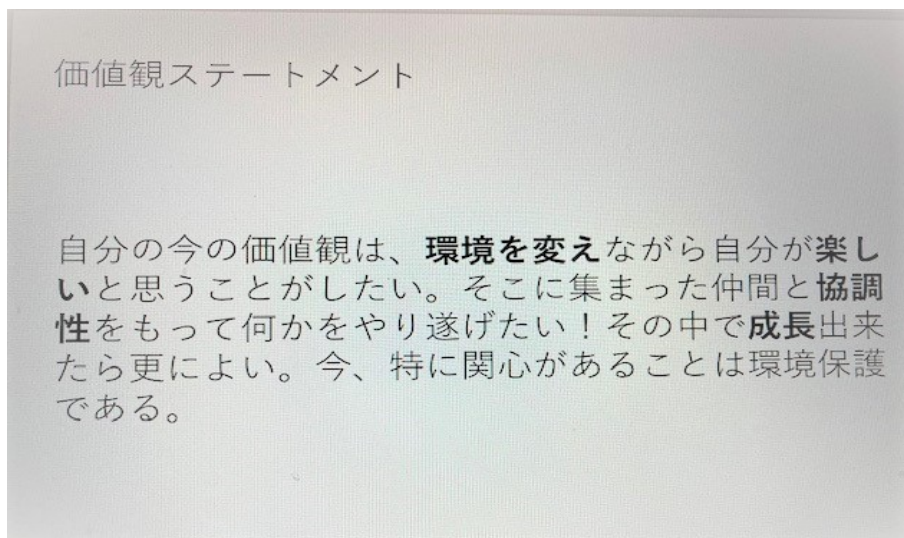 価値観ステートメント
自分の今の価値観は、環境を変えながら自分が楽し
いと思うことがしたい。そこに集まった仲間と協調
性をもって何かをやり遂げたい！その中で成長出来
たら更によい。今、特に関心があることは環境保護
である。